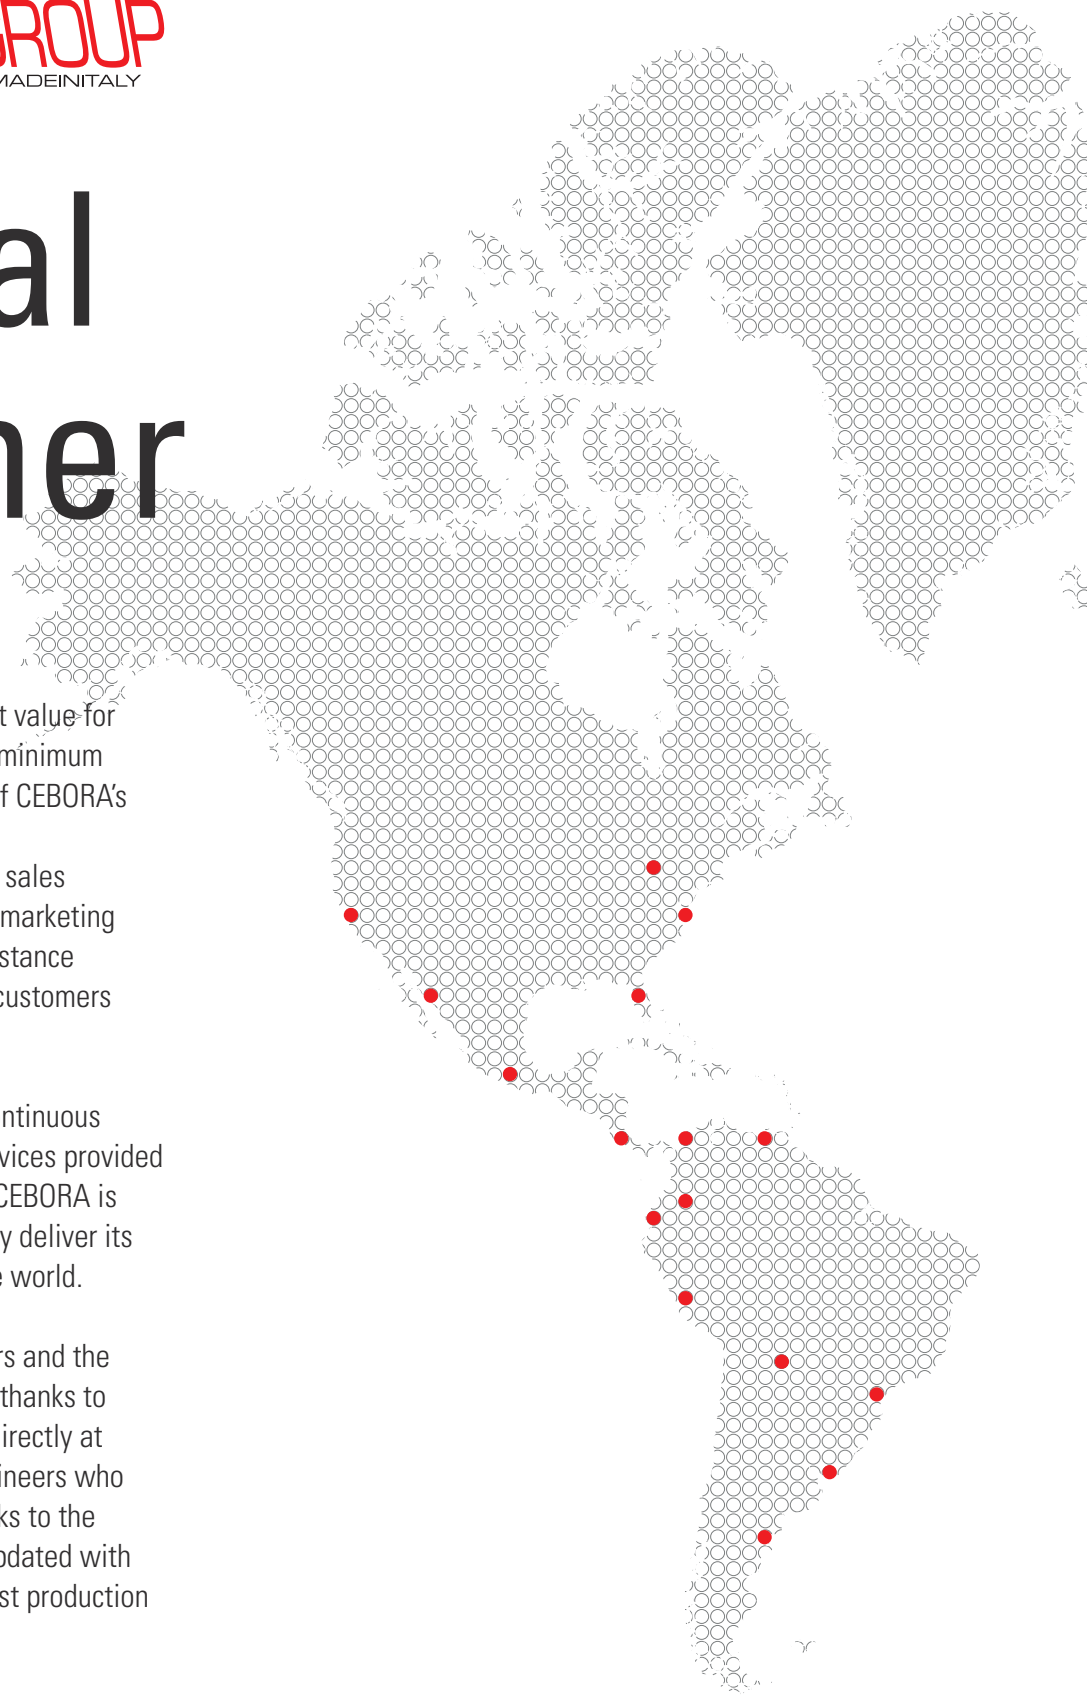 GROUP
MADEINITALY
al
ner
t value for
minimum
f CEBORA’s
sales
marketing
stance
customers
ntinuous
vices provided
CEBORA is
y deliver its
e world.
rs and the
thanks to
irectly at
ineers who
ks to the
pdated with
st production